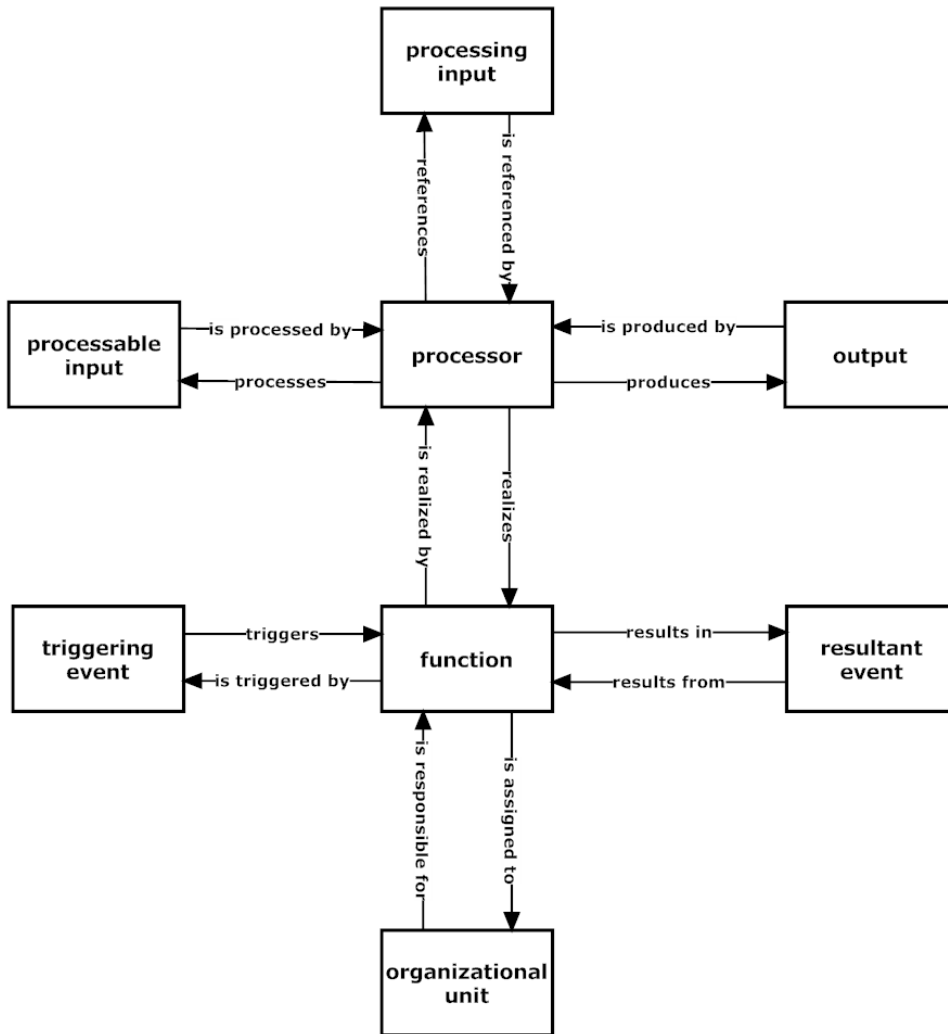 processing
input
references
is referenced by
processable
input
is processed by
processes
processor
is produced by
produces
output
is realized by
realizes
triggering
event
triggers
is triggered by
function
results in
results from
resultant
event
is responsible for
is assigned to
organizational
unit